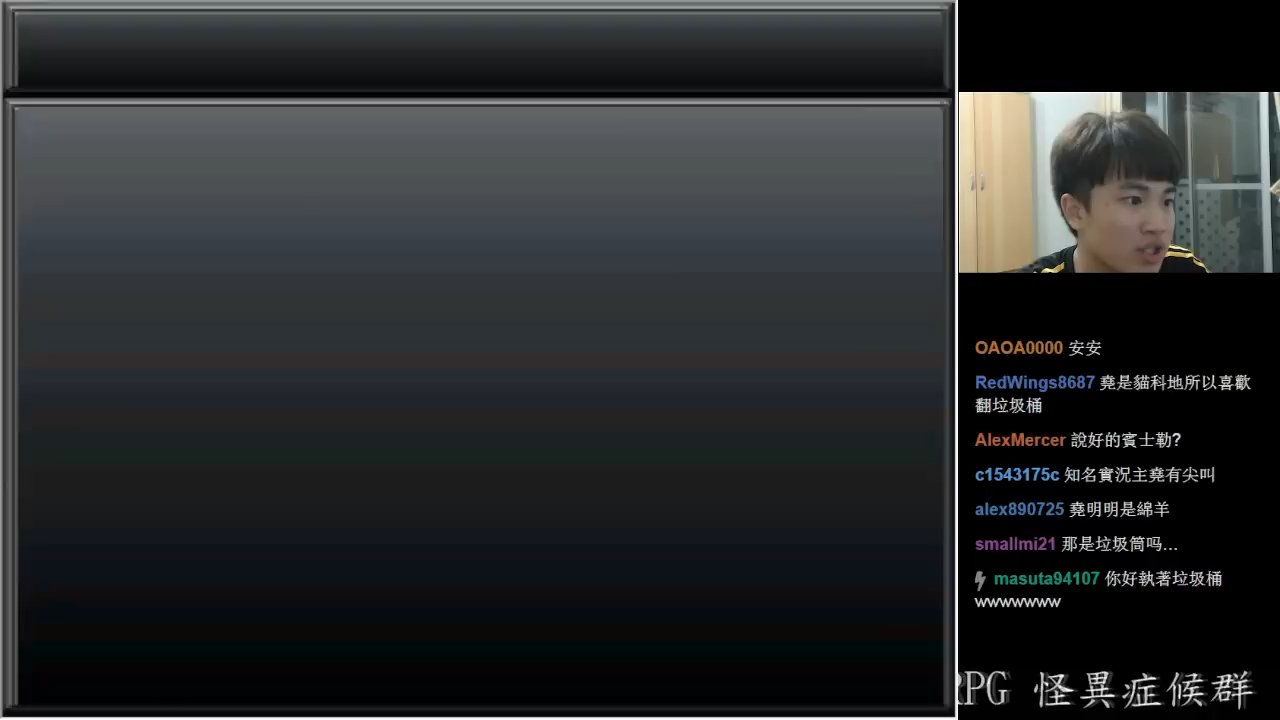 OAOA0000 安安
RedWings8687 堯是貓科地所以喜歡
翻垃圾桶
AlexMercer 說好的賓士勒?
c1543175c 知名實況主堯有尖叫
alex890725 堯明明是綿羊
smallmi21 那是垃圾筒吗...
masuta94107 你好執著垃圾桶
wwwwwww
RPG 怪異症候群